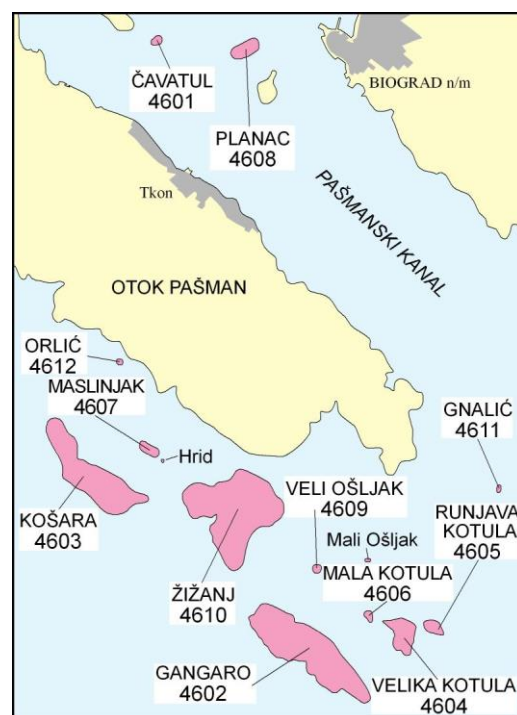 ČAVATUL
4601
PLANAC
4608
BIOGRAD n/m
PAŠMANSKI KANAL
Tkon
OTOK PAŠMAN
ORLIĆ
4612
MASLINJAK
4607
Hrid
KOŠARA
4603
ŽIŽANJ
4610
GANGARO
4602
VELI OŠLJAK
4609
Mali Ošljak
MALA KOTULA
4606
GNALIĆ
4611
RUNJAVA
KOTULA
4605
VELIKA KOTULA
4604